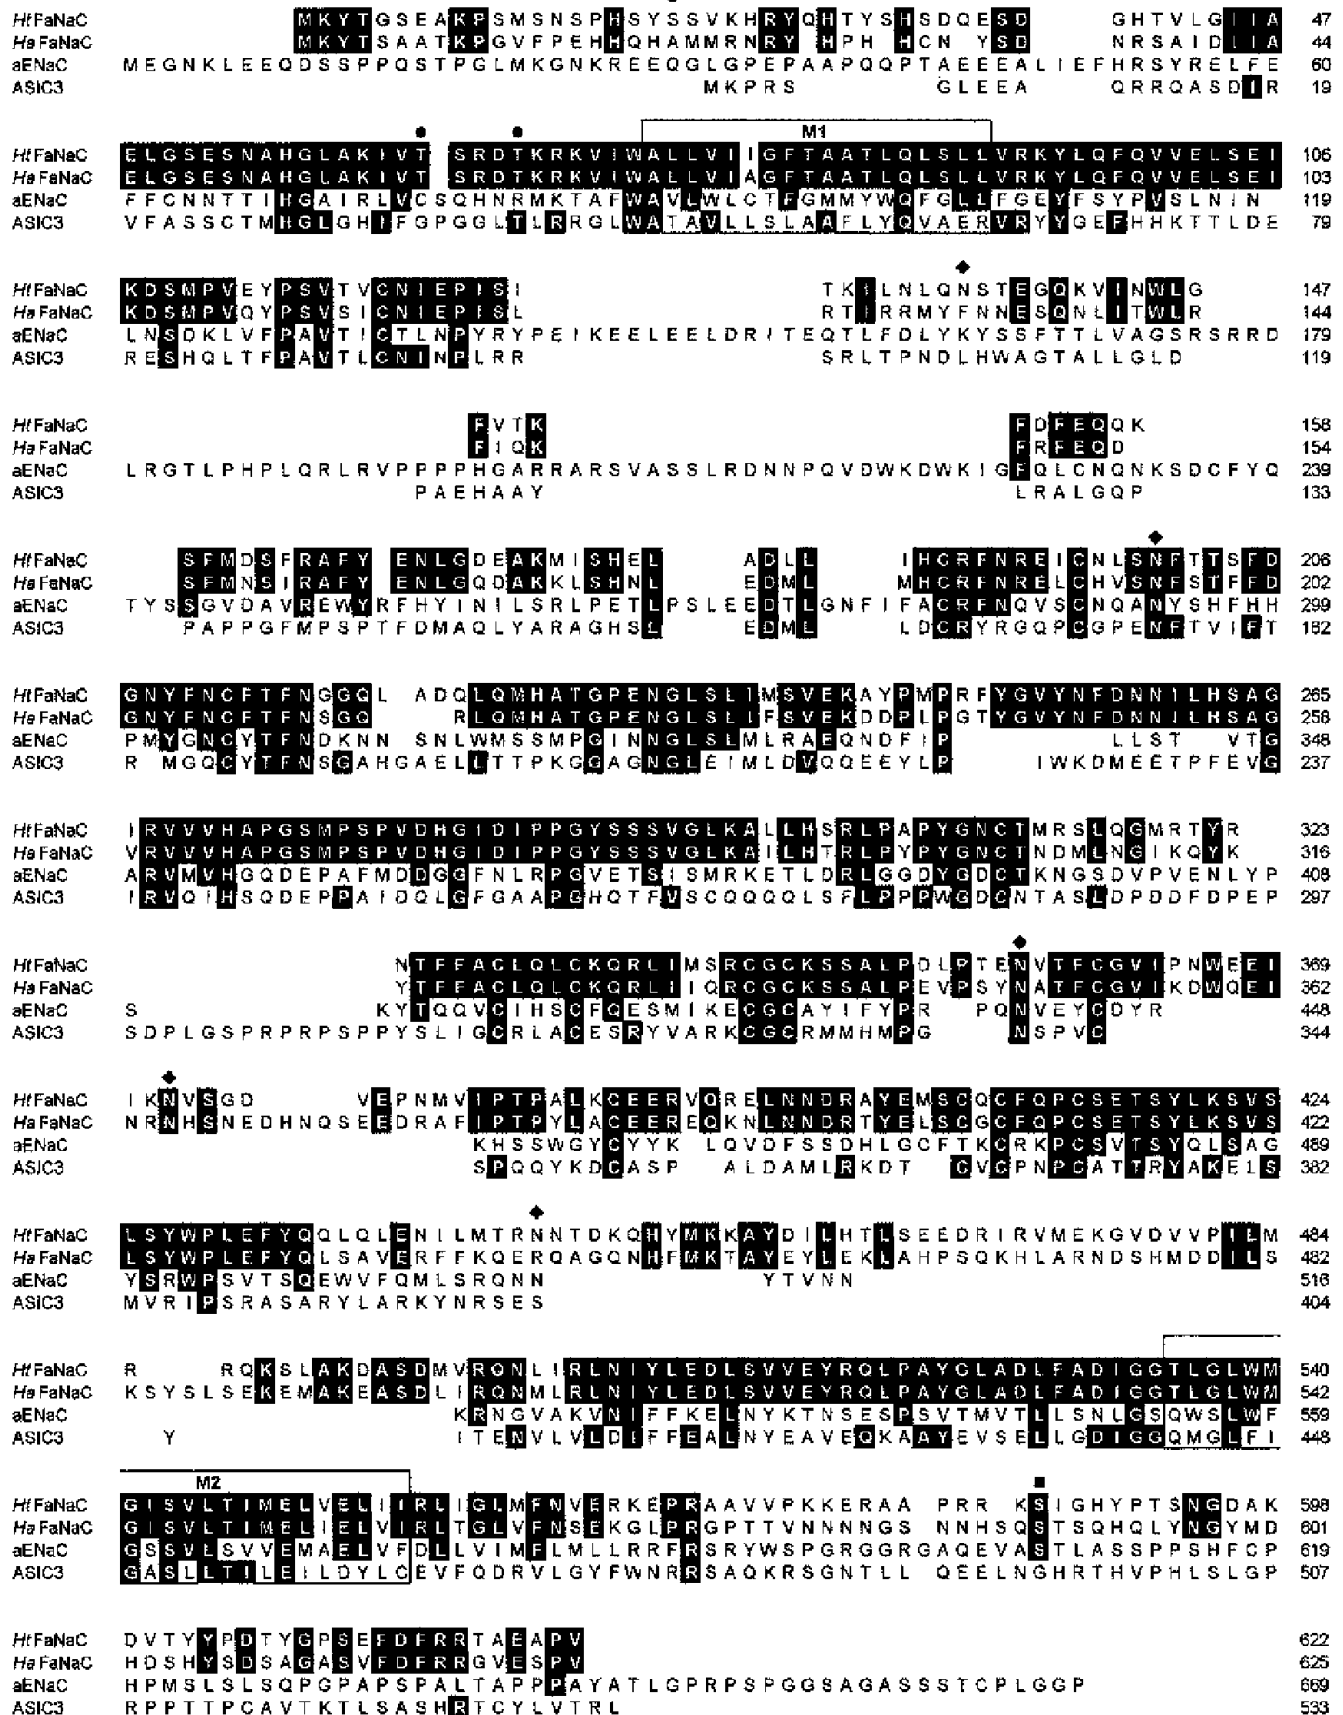 HtFaNaC MKYTGSEAKPSMSNSPHSYSSVKHRYQHTYSHSDQESD GHTVLGIIA 47
HaFaNaC MKYTSAATKPGVFPEHHQHAMMRNRY HPH HCN YSD NRSAIDLIA 44
aENaC MEGNKLEEQDSSPPQSTPGLMKGNKREEQGLGPEPAAPQQPTAEEEALIEFHRSYRELFE 60
ASIC3 MKPRS GLEEA QRRQASDIR 19
M1
HtFaNaC ELGSESNAHGLAKIVT SRDTKRKVIWALLVIIGFTAATLQLSLLVRKYLQFQVVELSEI 106
HaFaNaC ELGSESNAHGLAKIVT SRDTKRKVIWALLVIAGFTAATLQLSLLVRKYLQFQVVELSEI 103
aENaC FFCNNTTIHGAIRLVCSQHNRMKTAFWAVLWLCTFGMMYWQFGLLFGEYFSYPVSLNIN 119
ASIC3 VFASSCTMHGLGHIFGPGGLTLRRGLWATAVLLSLAAFLYQVAERVRYYGEFHHKTTLDE 79
HtFaNaC KDSMPVEYPSVTVCNIEPISI TKILNLQNSTEGQKVINWLG 147
HaFaNaC KDSMPVQYPSVSICNIEPISL RTIRRMYFNNESQNLITWLR 144
aENaC LNSDKLVFPAVTICTLNPYRYPEIKEELEELDRITEQTLFDLYKYSSFTTLVAGSRSRRD 179
ASIC3 RESHQLTFPAVTLCNINPLRR SRLTPNDLHWAGTALLGLD 119
HtFaNaC FVTK FDFEQQK 158
HaFaNaC FIQK FRFEQD 154
aENaC LRGTLPHPLQRLRVPPPPHGARRARSVASSLRDNNPQVDWKDWKIGFQLCNQNKSDCFYQ 239
ASIC3 PAEHAAY LRALGQP 133
HtFaNaC SFMDSFRAFY ENLGDEAKMISHEL ADLL IHCRFNREICNLSNFTTSFD 206
HaFaNaC SFMNSIRAFY ENLGQDAKKLSHNL EDML MHCRFNRELCHVSNFSTFFD 202
aENaC TYSSGVDAVREWYRFHYINILSRLPETLPSLEEDTLGNFIFACRFNQVSCNQANYSHFHH 299
ASIC3 PAPPGFMPSPTFDMAQLYARAGHSL EDML LDCRYRGQPCGPENFTVIFT 182
HtFaNaC GNYFNCFTFNGGQL ADQLQMHATGPENGLSLIMSVEKAYPMPRFYGVYNFDNNILHSAG 265
HaFaNaC GNYFNCFTFNSGQ RLQMHATGPENGLSLIFSVEKDDPLPGTYGVYNFDNNILHSAG 258
aENaC PMYGNCYTFNDKNN SNLWMSSMPGINNGLSLMLRAEQNDFIP LLST VTG 348
ASIC3 R MGQCYTFNSGAHGAELLTTPKGGAGNGLEIMLDVQQEEYLP IWKDMEETPFEVG 237
HtFaNaC IRVVVHAPGSMPSPVDHGIDIPPGYSSSVGLKALLHSRLPAPYGNCTMRSLQGMRTYR 323
HaFaNaC VRVVVHAPGSMPSPVDHGIDIPPGYSSSVGLKAILHTRLPYPYGNCTNDMLNGIKQYK 316
aENaC ARVMVHGQDEPAFMDDGGFNLRPGVETSISMRKETLDRLGGDYGDCTKNGSDVPVENLYP 408
ASIC3 IRVQIHSQDEPPAIDQLGFGAAPGHQTFVSCQQQQLSFLPPPWGDCNTASLDPDDFDPEP 297
HtFaNaC NTFFACLQLCKQRLIMSRCGCKSSALPDLPTENVTFCGVIPNWEEI 369
HaFaNaC YTFFACLQLCKQRLIIQRCGCKSSALPEVPSYNATFCGVIKDWQEI 362
aENaC S KYTQQVCIHSCFQESMIKECGCAYIFYPR PQNVEYCDYR 448
ASIC3 SDPLGSPRPRPSPPYSLIGCRLACESRYVARKCGCRMMHMPG NSPVC 344
HtFaNaC IKNVSGD VEPNMVIPTPALKCEERVQRELNNDRAYEMSCQCFQPCSETSYLKSVS 424
HaFaNaC NRNHSNEDHNQSEEDRAFIPTPYLACEEREQKNLNNDRTYELSCGCFQPCSETSYLKSVS 422
aENaC KHSSWGYCYYK LQVDFSSDHLGCFTKCRKPCSVTSYQLSAG 489
ASIC3 SPQQYKDCASP ALDAMLRKDT CVCPNPCATTRYAKELS 382
HtFaNaC LSYWPLEFYQQLQLENILMTRNNTDKQHYMKKAYDILHTLSEEDRIRVMEKGVDVVPILM 484
HaFaNaC LSYWPLEFYQLSAVERFFKQERQAGQNHFMKTAYEYLEKLAHPSQKHLARNDSHMDDILS 482
aENaC YSRWPSVTSQEWVFQMLSRQNN YTVNN 516
ASIC3 MVRIPSRASARYLARKYNRSES 404
HtFaNaC R RQKSLAKDASDMVRQNLIRLNIYLEDLSVVEYRQLPAYGLADLFADIGGTLGLWM 540
HaFaNaC KSYSLSEKEMAKEASDLIRQNMLRLNIYLEDLSVVEYRQLPAYGLADLFADIGGTLGLWM 542
aENaC KRNGVAKVNIFFKELNYKTNSESPSVTMVTLLSNLGSQWSLWF 559
ASIC3 Y ITENVLVLDIFFEALNYEAVEQKAAYEVSELLGDIGGQMGLFI 448
M2
HtFaNaC GISVLTIMELVELIIRLIGLMFNVERKEPRAAVVPKKERAA PRR KSIGHYPTSNGDAK 598
HaFaNaC GISVLTIMELIELVIRLTGLVFNSEKGLPRGPTTVNNNNGS NNHSQSTSQHQLYNGYMD 601
aENaC GSSVLSVVEMAELVFDLLVIMFLMLLRRFRSRYWSPGRGGRGAQEVASTLASSPPSHFCP 619
ASIC3 GASLLTILEILDYLCEVFQDRVLGYFWNRRSAQKRSGNTLL QEELNGHRTHVPHLSLGP 507
HtFaNaC DVTYYPDTYGPSEFDFRRTAEAPV 622
HaFaNaC HDSHYSDSAGASVFDFRRGVESPV 625
aENaC HPMSLSLSQPGPAPSPALTAPPPAYATLGPRPSPGGSAGASSSTCPLGGP 669
ASIC3 RPPTTPCAVTKTLSASHRTCYLVTRL 533